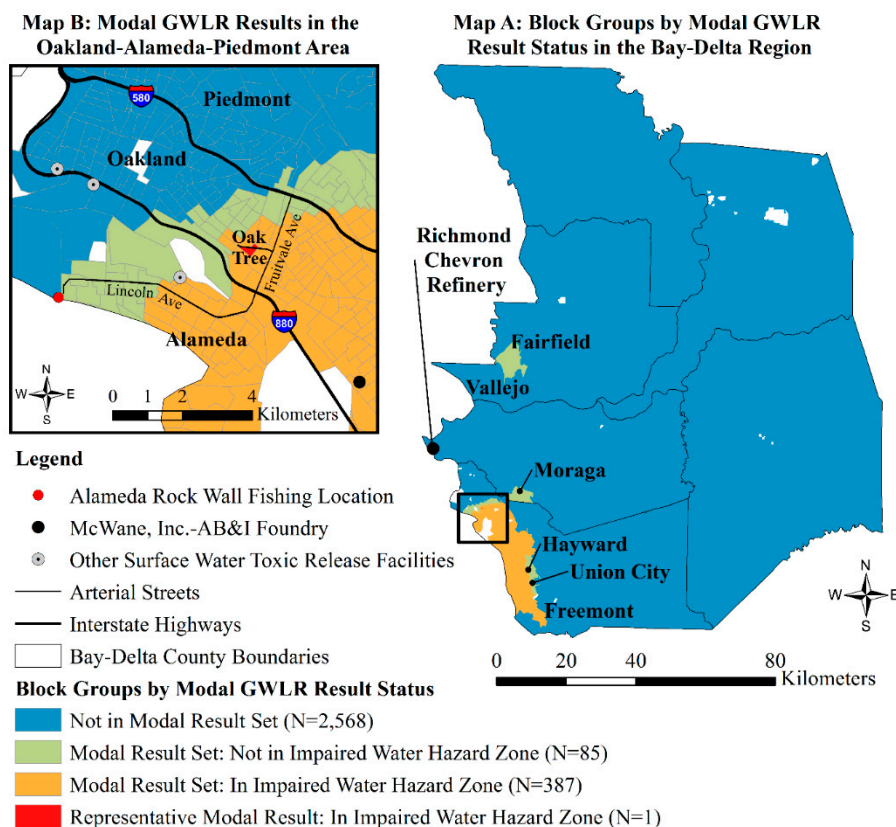 Map B: Modal GWLR Results in the
Oakland-Alameda-Piedmont Area
Map A: Block Groups by Modal GWLR
Result Status in the Bay-Delta Region
580
Piedmont
Oakland
Oak
Tree
Fruitvale Ave
Lincoln Ave
880
Alameda
N
W E
S
0 1 2 4
Kilometers
Richmond
Chevron
Refinery
Fairfield
Vallejo
Moraga
Hayward
Union City
Freemont
N
W E
S
0 20 40 80
Kilometers
Legend
Alameda Rock Wall Fishing Location
McWane, Inc.-AB&I Foundry
Other Surface Water Toxic Release Facilities
Arterial Streets
Interstate Highways
Bay-Delta County Boundaries
Block Groups by Modal GWLR Result Status
Not in Modal Result Set (N=2,568)
Modal Result Set: Not in Impaired Water Hazard Zone (N=85)
Modal Result Set: In Impaired Water Hazard Zone (N=387)
Representative Modal Result: In Impaired Water Hazard Zone (N=1)